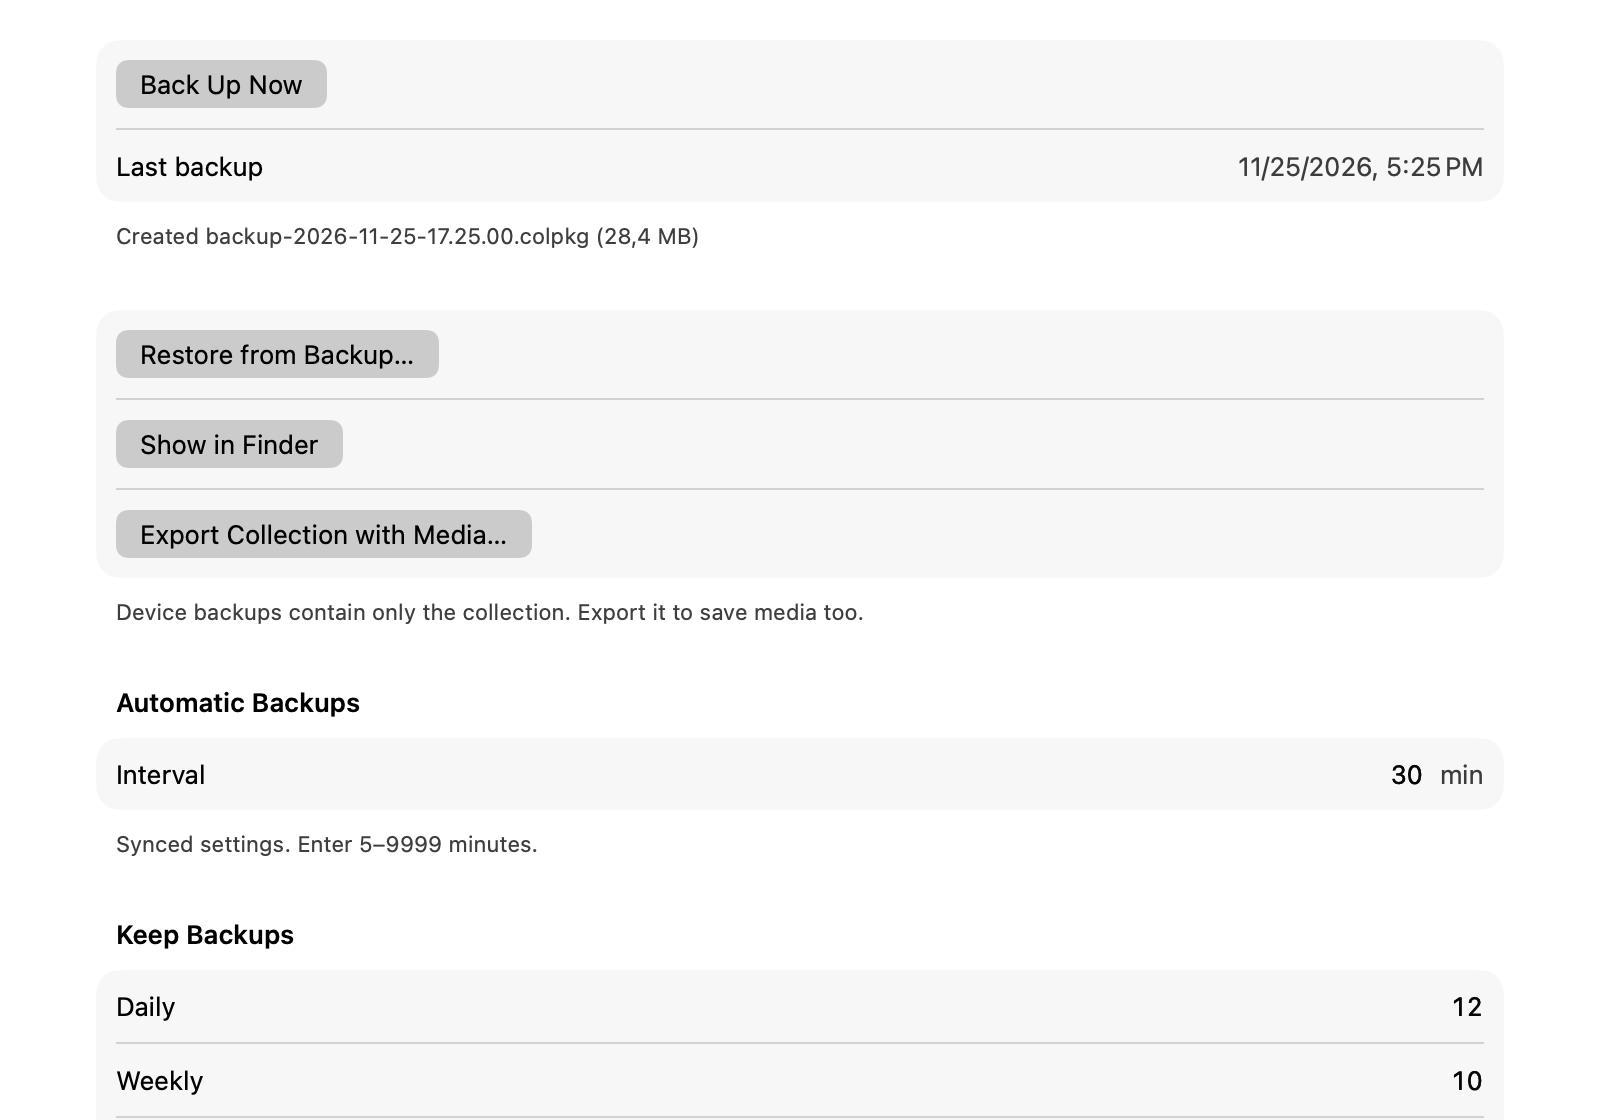 Back Up Now
Last backup 11/25/2026, 5:25 PM
Created backup-2026-11-25-17.25.00.colpkg (28,4 MB)
Restore from Backup…
Show in Finder
Export Collection with Media…
Device backups contain only the collection. Export it to save media too.
Automatic Backups
Interval 30 min
Synced settings. Enter 5–9999 minutes.
Keep Backups
Daily 12
Weekly 10